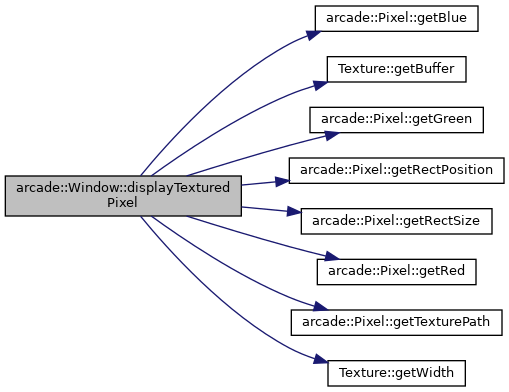 arcade::Window::displayTextured
Pixel
arcade::Pixel::getBlue
Texture::getBuffer
arcade::Pixel::getGreen
arcade::Pixel::getRectPosition
arcade::Pixel::getRectSize
arcade::Pixel::getRed
arcade::Pixel::getTexturePath
Texture::getWidth